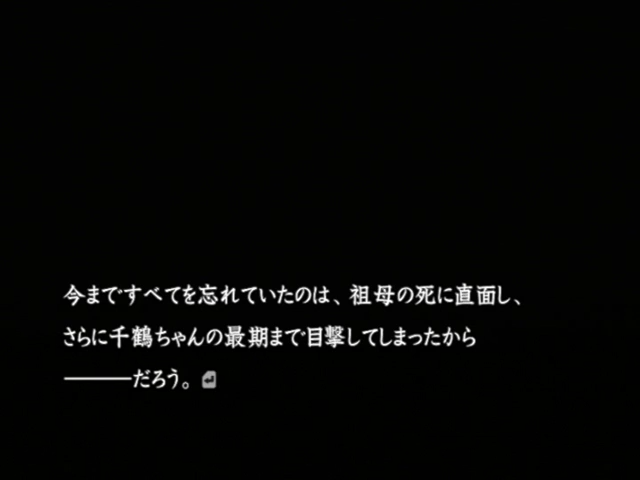 今まですべてを忘れていたのは、祖母の死に直面し、
さらに千鶴ちゃんの最期まで目撃してしまったから
―――だろう。